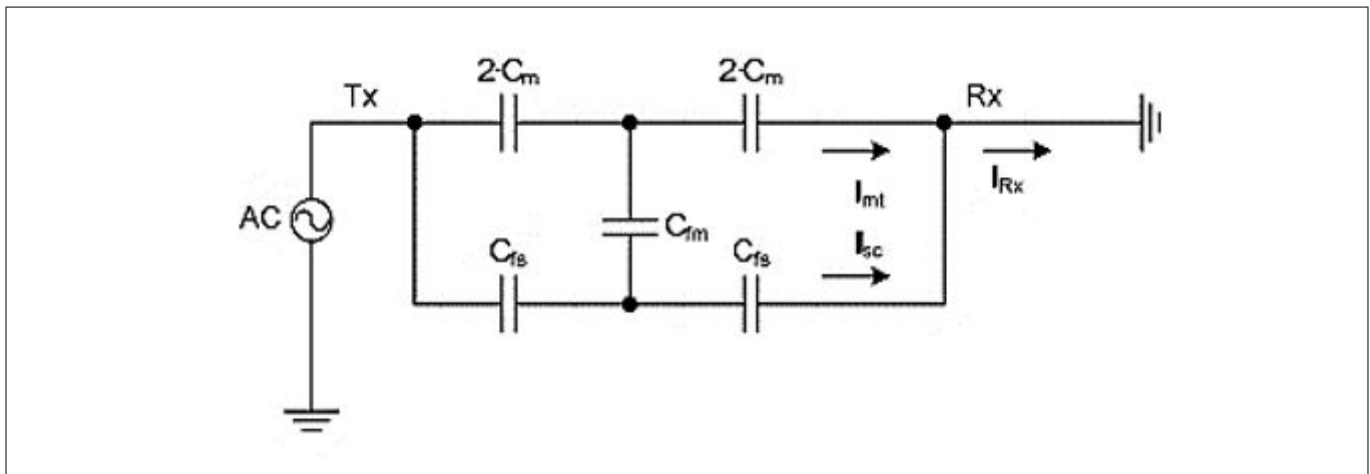 2·Cm
2·Cm
Tx
Rx
Imt
IRx
AC
Cfm
Cfs
Cfs
Isc